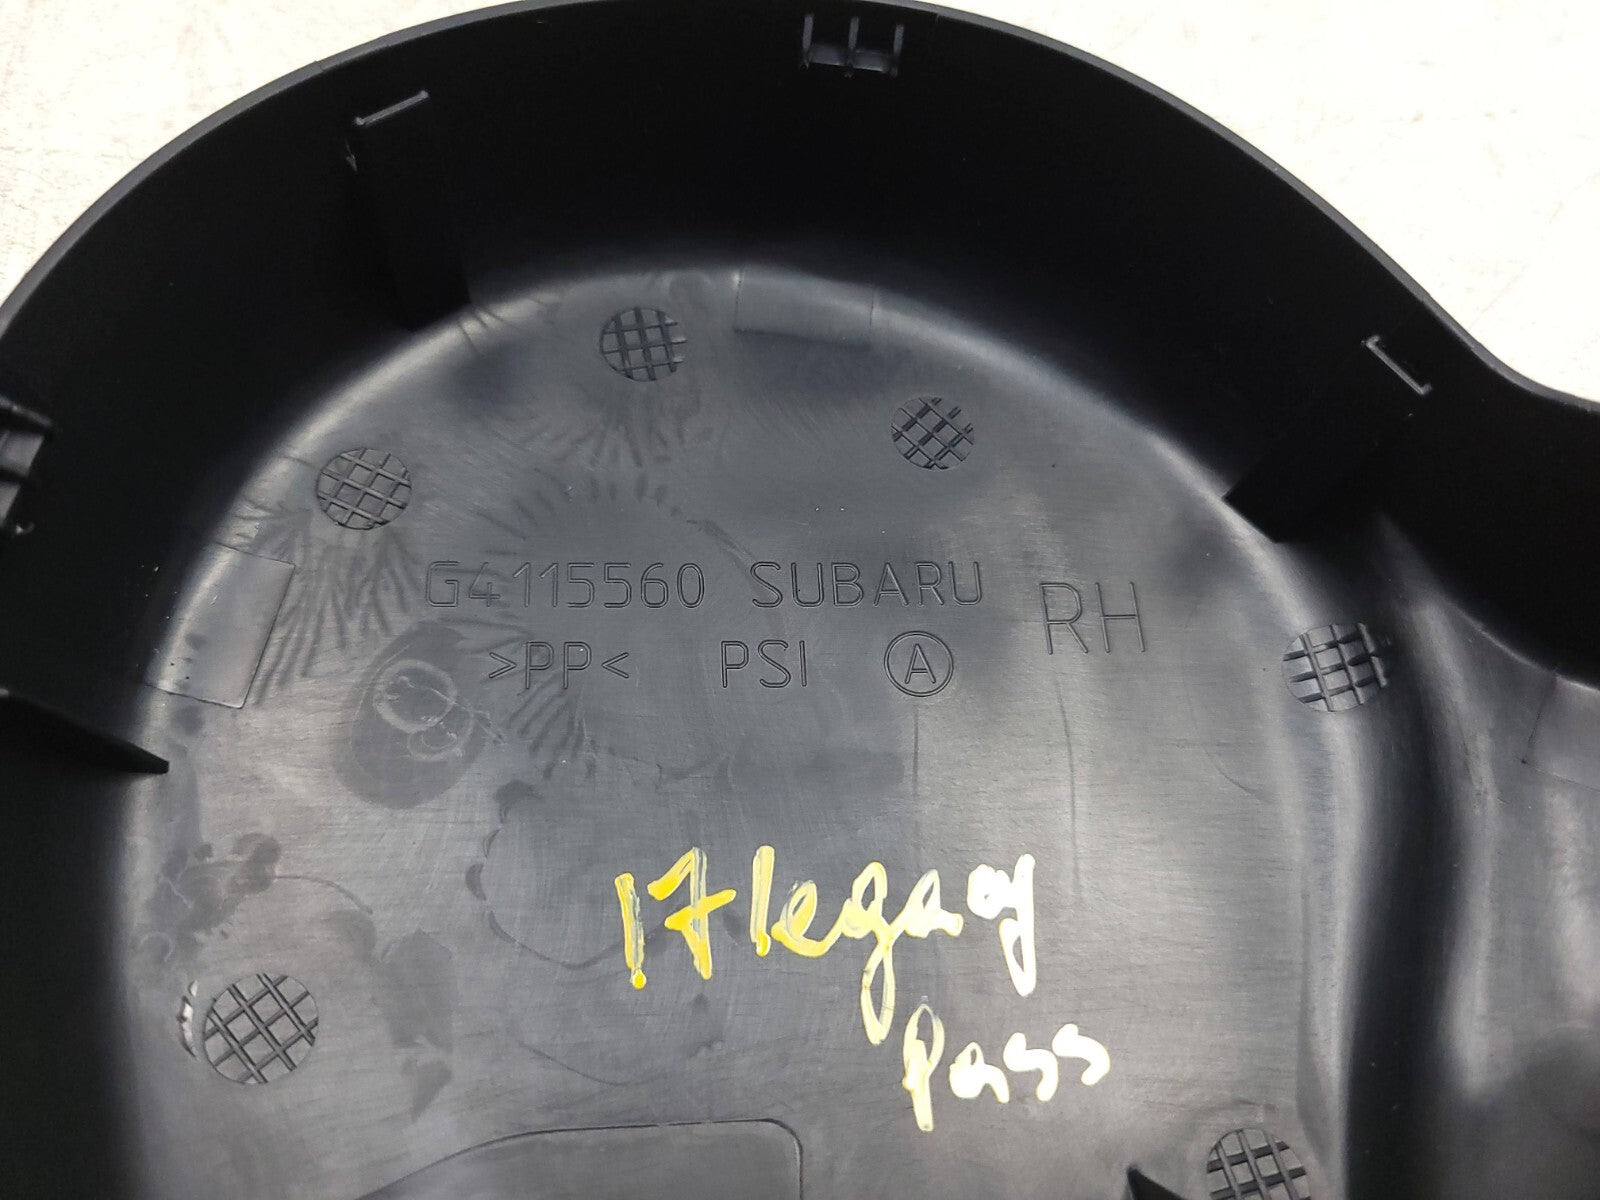 G4115560 SUBARU RH
>PP< PSI A
17 legacy
Pass